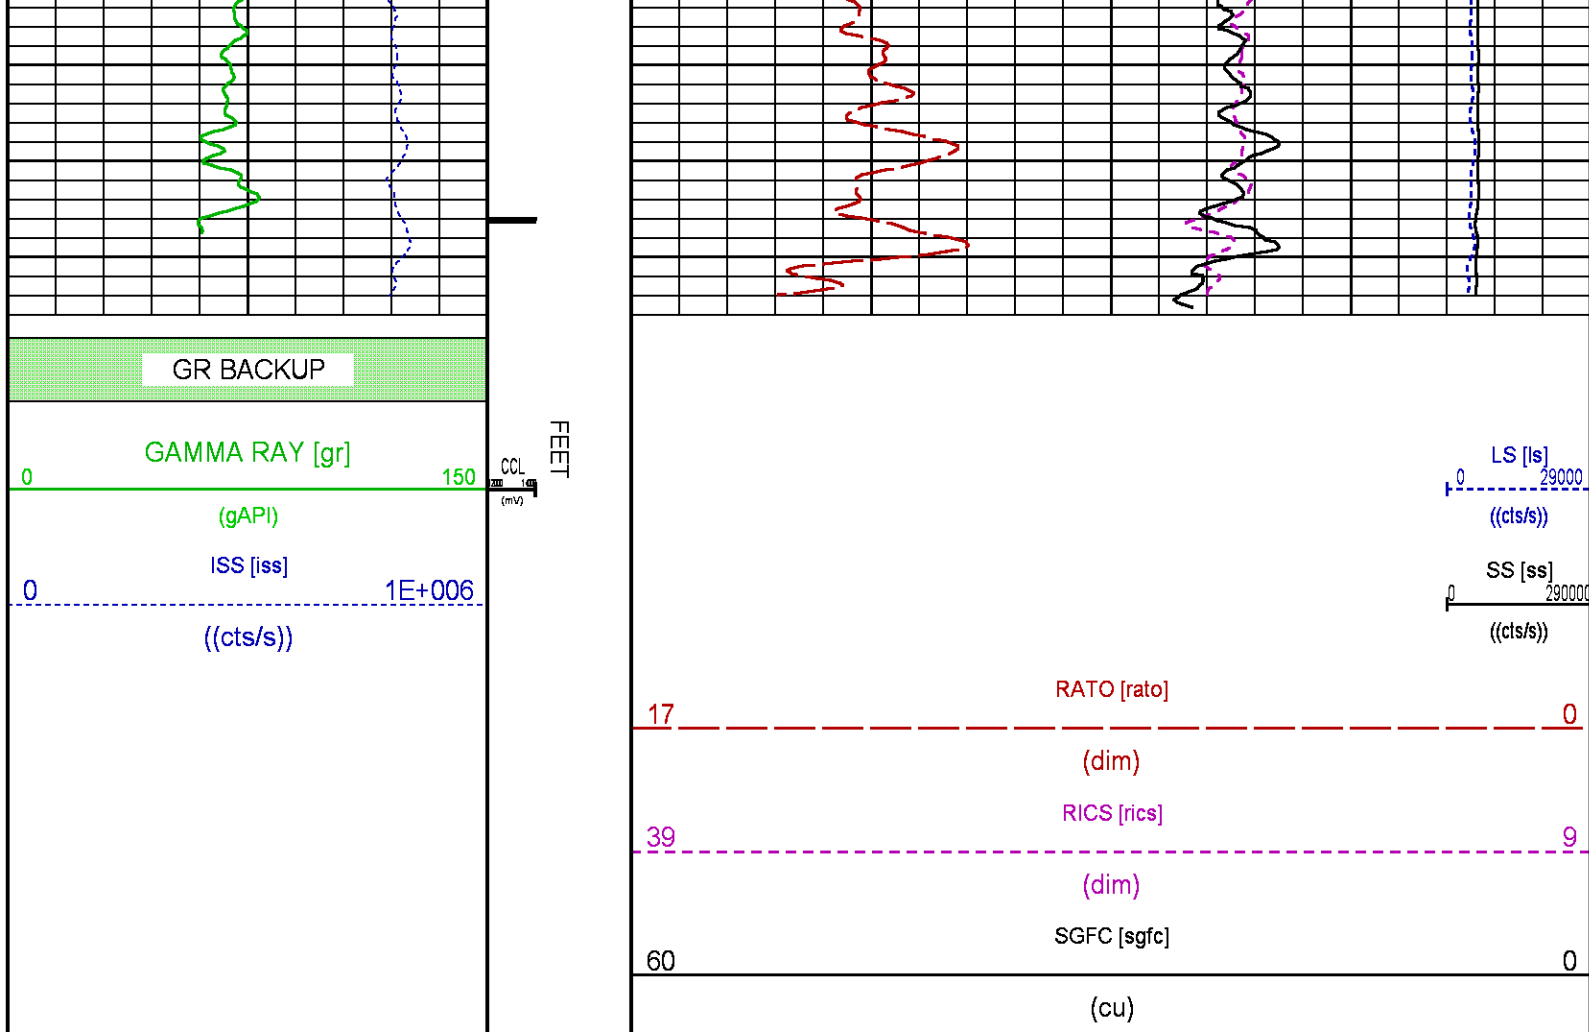 GR BACKUP
FEET
GAMMA RAY [gr]
0 150
(gAPI)
CCL
(mV)
ISS [iss]
0 1E+006
((cts/s))
LS [ls]
0 29000
((cts/s))
SS [ss]
0 290000
((cts/s))
RATO [rato]
17 0
(dim)
RICS [rics]
39 9
(dim)
SGFC [sgfc]
60 0
(cu)